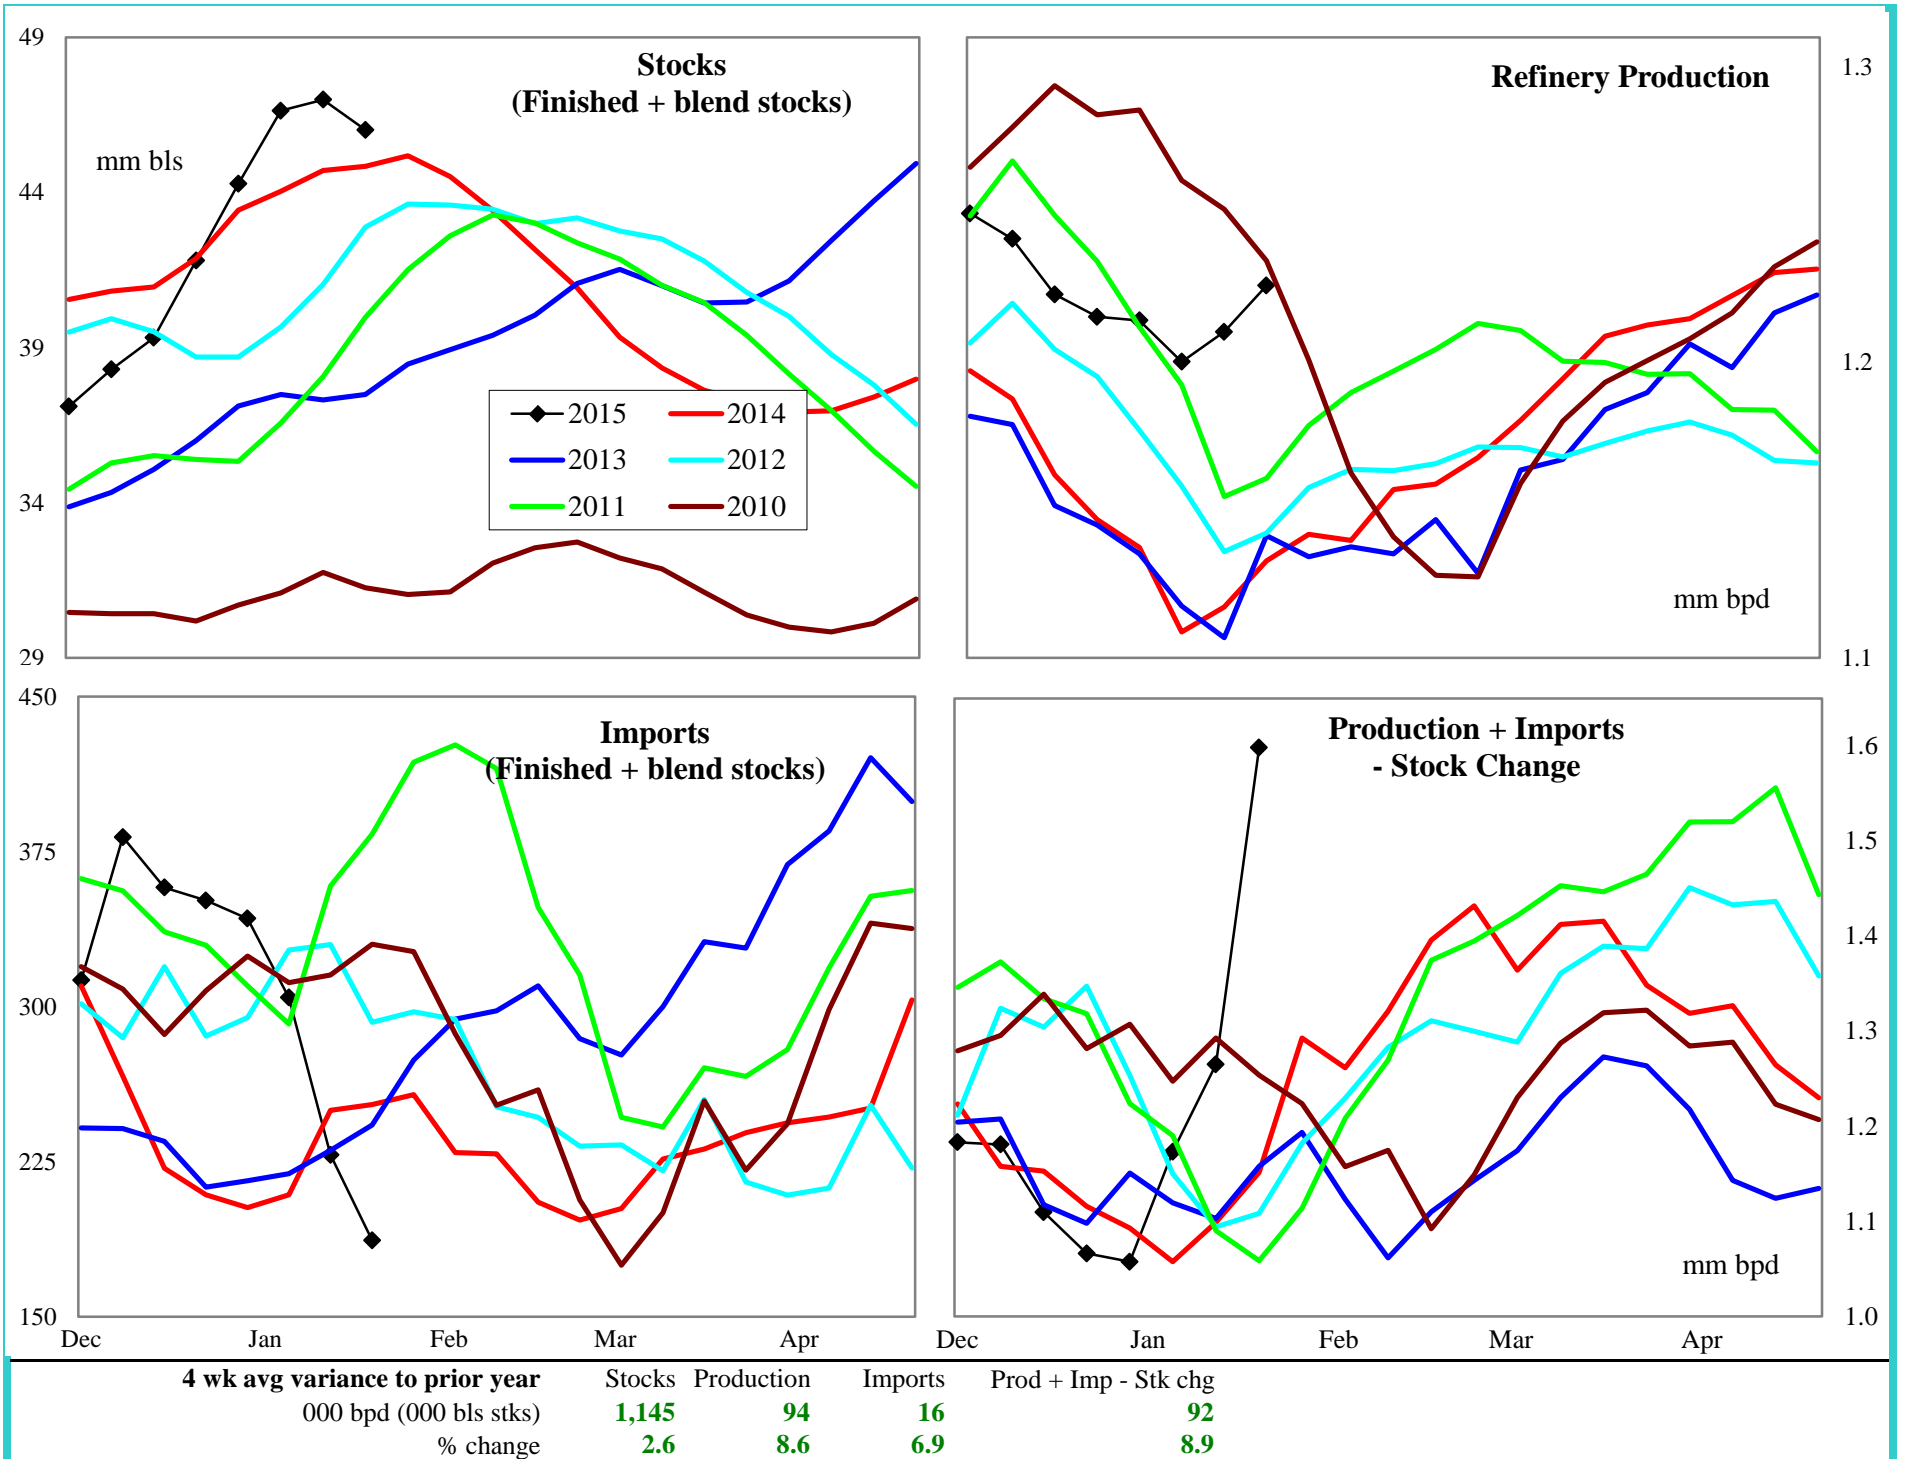 Stocks
(Finished + blend stocks)
mm bls
49
44
39
34
29
2015 2014
2013 2012
2011 2010
Refinery Production
mm bpd
1.3
1.2
1.1
Imports
(Finished + blend stocks)
450
375
300
225
150
Dec Jan Feb Mar Apr
Production + Imports
- Stock Change
mm bpd
1.6
1.5
1.4
1.3
1.2
1.1
1.0
Dec Jan Feb Mar Apr
4 wk avg variance to prior year Stocks Production Imports Prod + Imp - Stk chg
000 bpd (000 bls stks) 1,145 94 16 92
% change 2.6 8.6 6.9 8.9